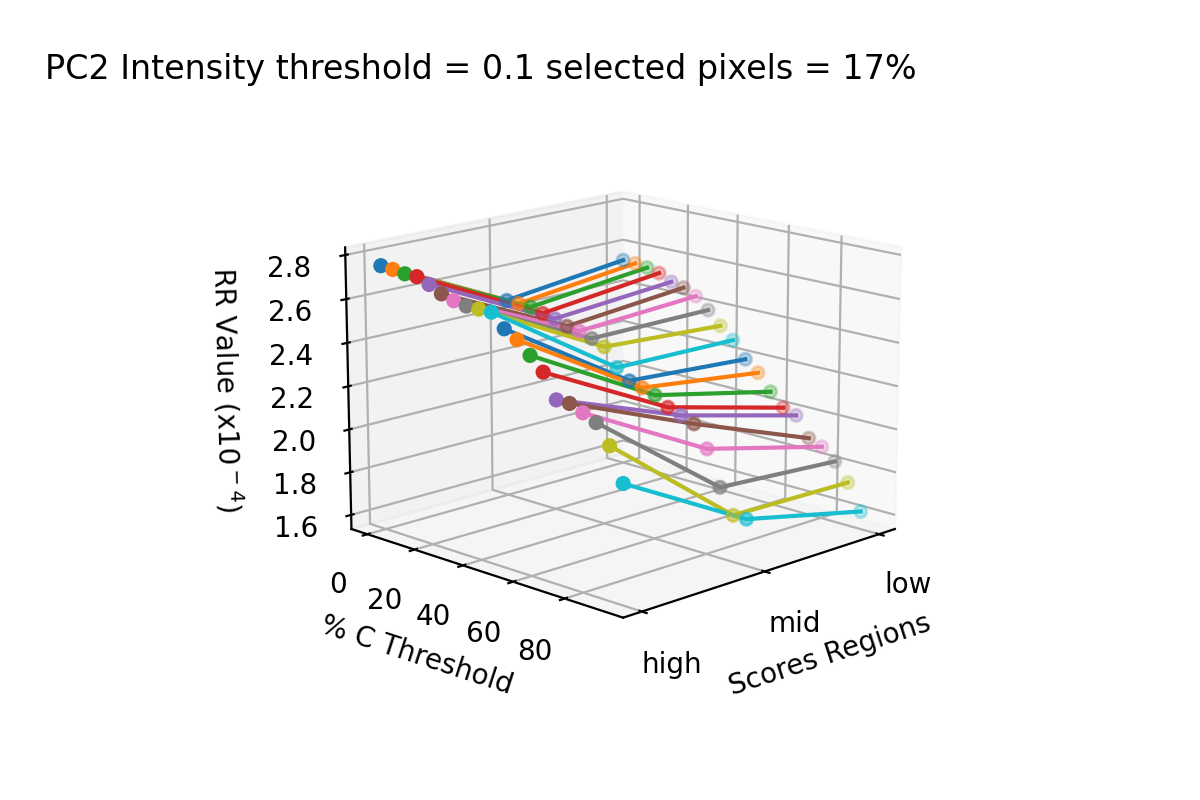 PC2 Intensity threshold = 0.1 selected pixels = 17%
RR Value (x10⁻⁴)
2.8
2.6
2.4
2.2
2.0
1.8
1.6
0
20
40
60
80
% C Threshold
high
mid
low
Scores Regions